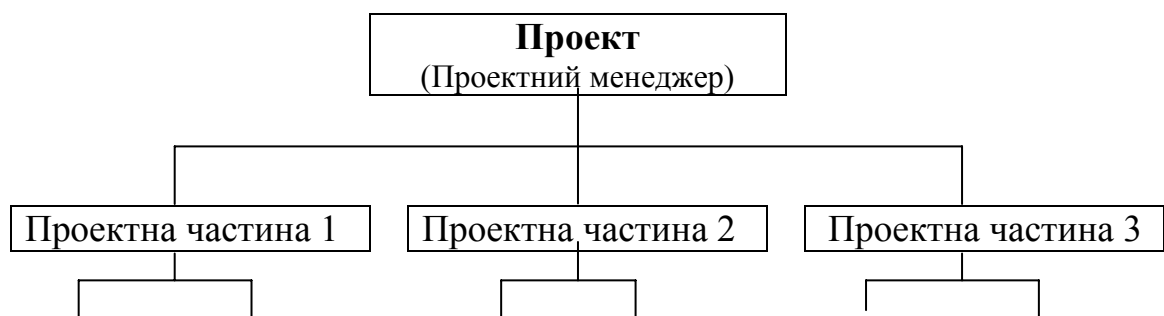 Проект
(Проектний менеджер)
Проектна частина 1
Проектна частина 2
Проектна частина 3